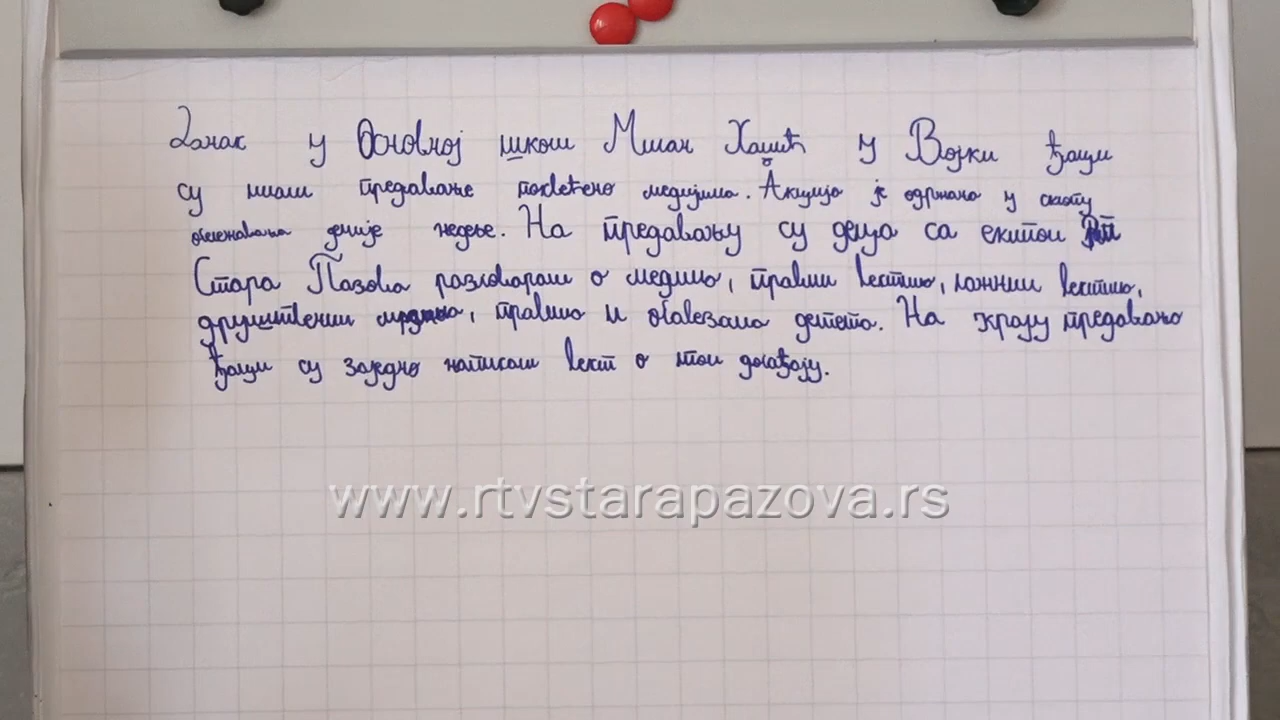 Данас у Основној школи Милан Хаџић у Војки ђаци
су имали предавање посвећено медијима. Акција је одржана у склопу
обележавања дечије недеље. На предавању су деца са екипом РТВ
Стара Пазова разговарали о медијима, правим вестима, лажним вестима,
друштвеним мрежама, правима и обавезама детета. На крају предавања
ђаци су заједно написали вест о том догађају.
www.rtvstarapazova.rs